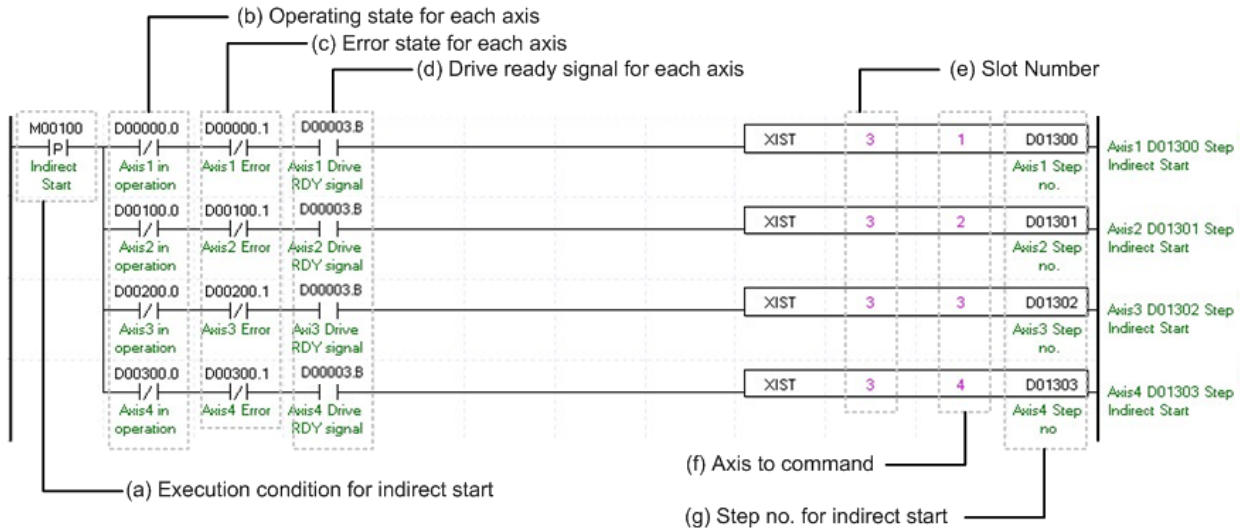 (b) Operating state for each axis
(c) Error state for each axis
(d) Drive ready signal for each axis
(e) Slot Number
M00100 D00000.0 D00000.1 D00003.B
P
XIST 3 1 D01300
Indirect Start
Axis1 in operation
Axis1 Error
Axis1 Drive RDY signal
Axis1 Step no.
Axis1 D01300 Step Indirect Start
D00100.0 D00100.1 D00003.B
XIST 3 2 D01301
Axis2 in operation
Axis2 Error
Axis2 Drive RDY signal
Axis2 Step no.
Axis2 D01301 Step Indirect Start
D00200.0 D00200.1 D00003.B
XIST 3 3 D01302
Axis3 in operation
Axis3 Error
Axi3 Drive RDY signal
Axis3 Step no.
Axis3 D01302 Step Indirect Start
D00300.0 D00300.1 D00003.B
XIST 3 4 D01303
Axis4 in operation
Axis4 Error
Axis4 Drive RDY signal
Axis4 Step no
Axis4 D01303 Step Indirect Start
(f) Axis to command
(a) Execution condition for indirect start
(g) Step no. for indirect start